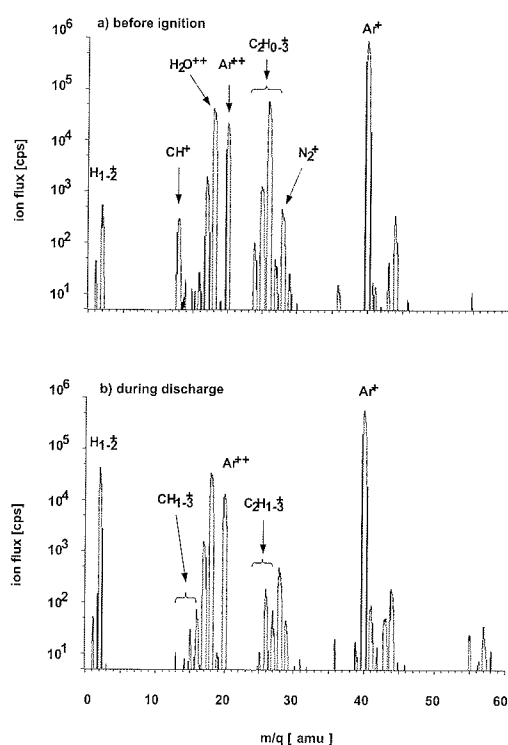 a) before ignition
10⁶
10⁵
10⁴
10³
10²
10¹
ion flux [cps]
H₁₋₂⁺
CH⁺
H₂O⁺⁺
Ar⁺⁺
C₂H₀₋₃⁺
N₂⁺
Ar⁺
b) during discharge
10⁶
10⁵
10⁴
10³
10²
10¹
ion flux [cps]
H₁₋₂⁺
CH₁₋₃⁺
Ar⁺⁺
C₂H₁₋₃⁺
Ar⁺
0 10 20 30 40 50 60
m/q [ amu ]